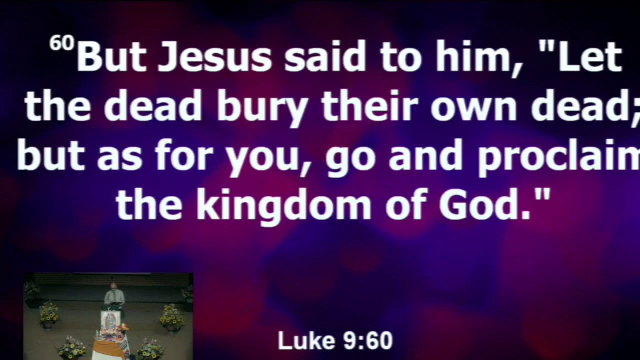 60But Jesus said to him, "Let
the dead bury their own dead;
but as for you, go and proclaim
the kingdom of God."
Luke 9:60